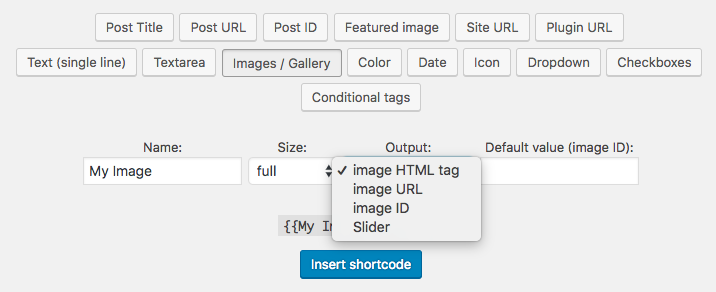 Post Title Post URL Post ID Featured image Site URL Plugin URL
Text (single line) Textarea Images / Gallery Color Date Icon Dropdown Checkboxes
Conditional tags
Name: Size: Output: Default value (image ID):
My Image full ✓ image HTML tag
image URL
image ID
Slider
{{My
Insert shortcode